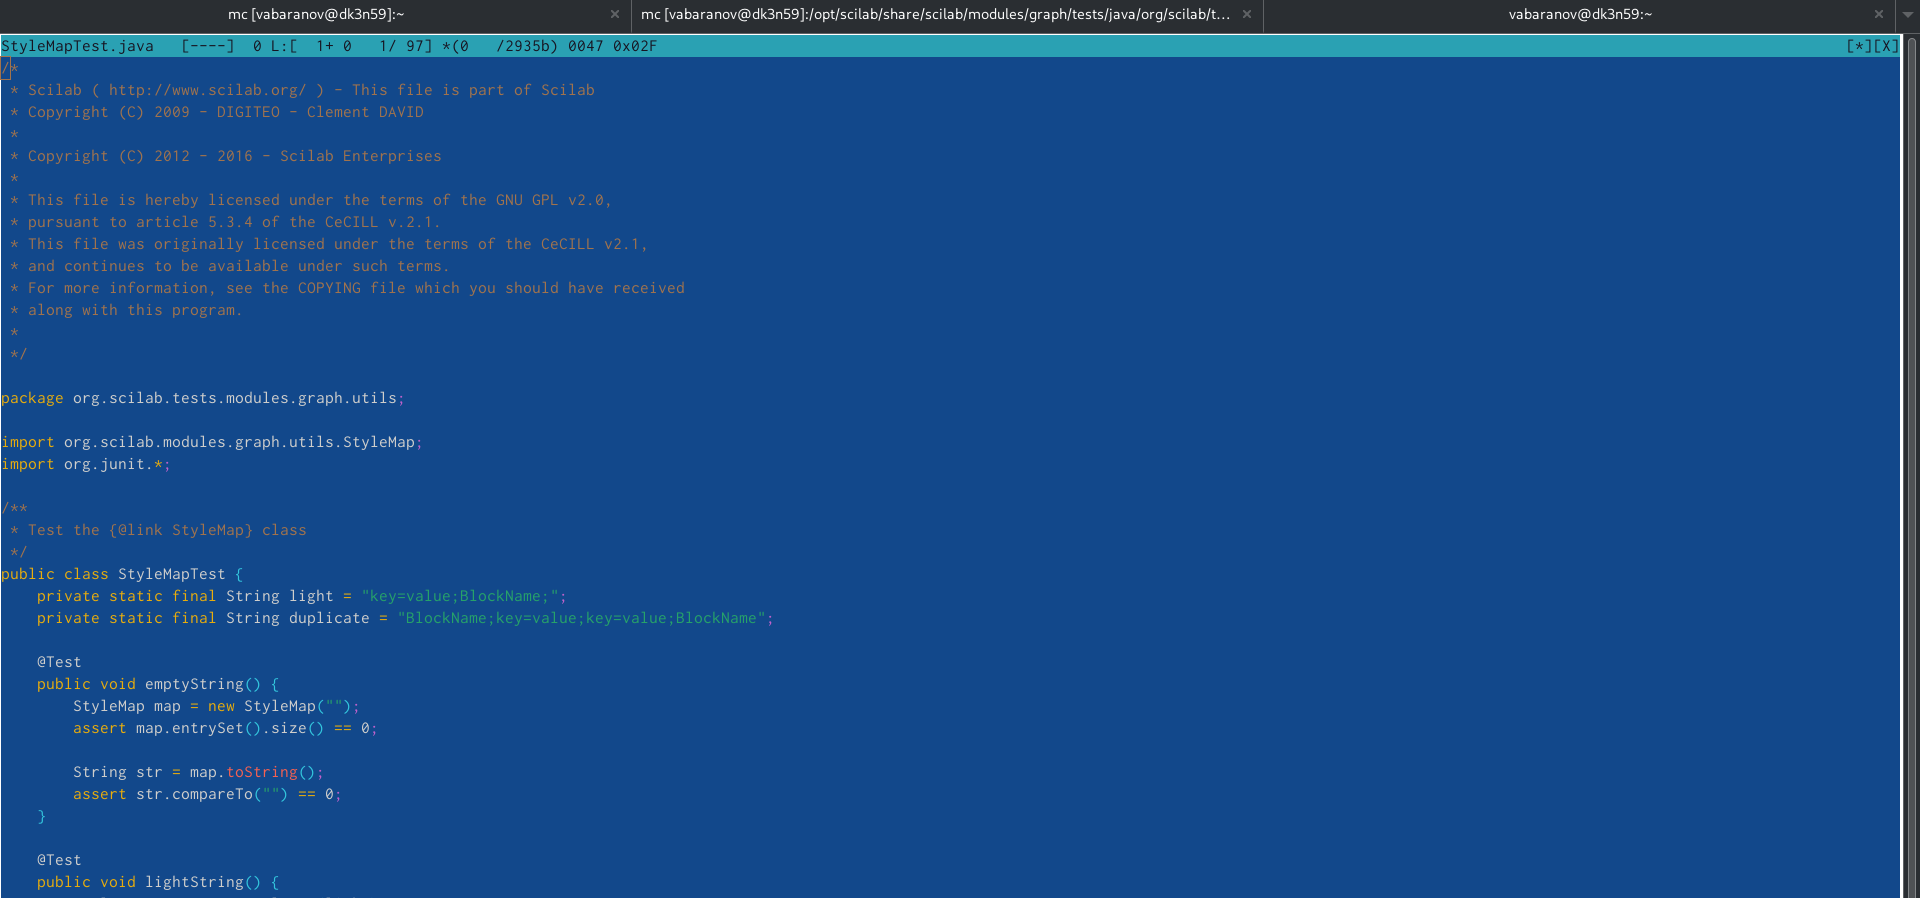 mc [vabaranov@dk3n59]:~ × mc [vabaranov@dk3n59]:/opt/scilab/share/scilab/modules/graph/tests/java/org/scilab/t... × vabaranov@dk3n59:~ ×
StyleMapTest.java   [----]  0 L:[  1+ 0   1/ 97] *(0   /2935b) 0047 0x02F [*][X]
/*
 * Scilab ( http://www.scilab.org/ ) - This file is part of Scilab
 * Copyright (C) 2009 - DIGITEO - Clement DAVID
 *
 * Copyright (C) 2012 - 2016 - Scilab Enterprises
 *
 * This file is hereby licensed under the terms of the GNU GPL v2.0,
 * pursuant to article 5.3.4 of the CeCILL v.2.1.
 * This file was originally licensed under the terms of the CeCILL v2.1,
 * and continues to be available under such terms.
 * For more information, see the COPYING file which you should have received
 * along with this program.
 *
 */
package org.scilab.tests.modules.graph.utils;
import org.scilab.modules.graph.utils.StyleMap;
import org.junit.*;
/**
 * Test the {@link StyleMap} class
 */
public class StyleMapTest {
    private static final String light = "key=value;BlockName;";
    private static final String duplicate = "BlockName;key=value;key=value;BlockName";
    @Test
    public void emptyString() {
        StyleMap map = new StyleMap("");
        assert map.entrySet().size() == 0;
        String str = map.toString();
        assert str.compareTo("") == 0;
    }
    @Test
    public void lightString() {